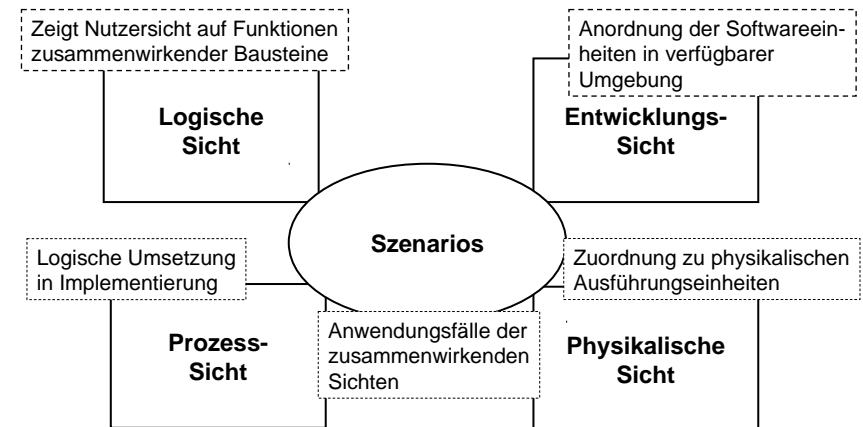 Zeigt Nutzersicht auf Funktionen
zusammenwirkender Bausteine
Logische
Sicht
Anordnung der Softwareein-
heiten in verfügbarer
Umgebung
Entwicklungs-
Sicht
Szenarios
Logische Umsetzung
in Implementierung
Prozess-
Sicht
Anwendungsfälle der
zusammenwirkenden
Sichten
Zuordnung zu physikalischen
Ausführungseinheiten
Physikalische
Sicht